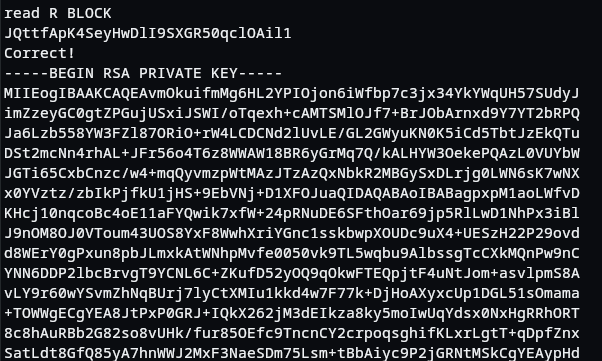 read R BLOCK
JQttfApK4SeyHwDlI9SXGR50qclOAil1
Correct!
-----BEGIN RSA PRIVATE KEY-----
MIIEogIBAAKCAQEAvmOkuifmMg6HL2YPIOjon6iWfbp7c3jx34YkYWqUH57SUdyJ
imZzeyGC0gtZPGujUSxiJSWI/oTqexh+cAMTSMlOJf7+BrJObArnxd9Y7YT2bRPQ
Ja6Lzb558YW3FZl87ORiO+rW4LCDCNd2lUvLE/GL2GWyuKN0K5iCd5TbtJzEkQTu
DSt2mcNn4rhAL+JFr56o4T6z8WWAW18BR6yGrMq7Q/kALHYW3OekePQAzL0VUYbW
JGTi65CxbCnzc/w4+mqQyvmzpWtMAzJTzAzQxNbkR2MBGySxDLrjg0LWN6sK7wNX
x0YVztz/zbIkPjfkU1jHS+9EbVNj+D1XFOJuaQIDAQABAoIBABagpxpM1aoLWfvD
KHcj10nqcoBc4oE11aFYQwik7xfW+24pRNuDE6SFthOar69jp5RlLwD1NhPx3iBl
J9nOM8OJ0VToum43UOS8YxF8WwhXriYGnc1sskbwpXOUDc9uX4+UESzH22P29ovd
d8WErY0gPxun8pbJLmxkAtWNhpMvfe0050vk9TL5wqbu9AlbssgTcCXkMQnPw9nC
YNN6DDP2lbcBrvgT9YCNL6C+ZKufD52yOQ9qOkwFTEQpjtF4uNtJom+asvlpmS8A
vLY9r60wYSvmZhNqBUrj7lyCtXMIu1kkd4w7F77k+DjHoAXyxcUp1DGL51sOmama
+TOWWgECgYEA8JtPxP0GRJ+IQkX262jM3dEIkza8ky5moIwUqYdsx0NxHgRRhORT
8c8hAuRBb2G82so8vUHk/fur85OEfc9TncnCY2crpoqsghifKLxrLgtT+qDpfZnx
SatLdt8GfQ85yA7hnWWJ2MxF3NaeSDm75Lsm+tBbAiyc9P2jGRNtMSkCgYEAypHd